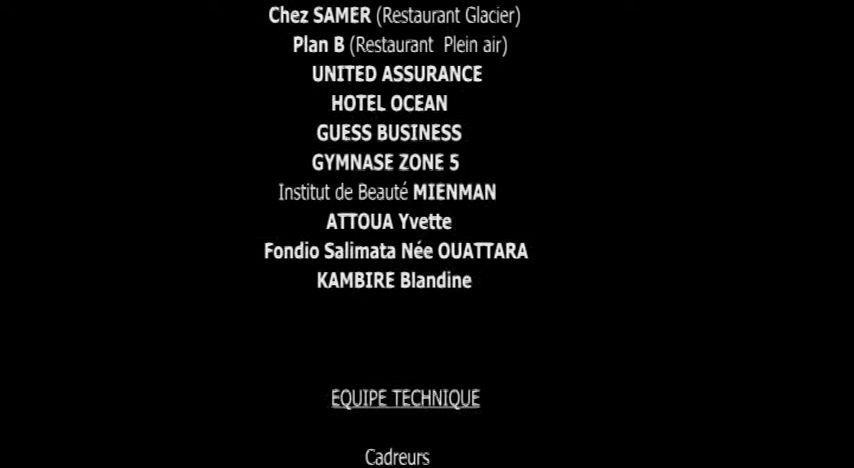 Chez SAMER (Restaurant Glacier)
Plan B (Restaurant Plein air)
UNITED ASSURANCE
HOTEL OCEAN
GUESS BUSINESS
GYMNASE ZONE 5
Institut de Beauté MIENMAN
ATTOUA Yvette
Fondio Salimata Née OUATTARA
KAMBIRE Blandine
EQUIPE TECHNIQUE
Cadreurs